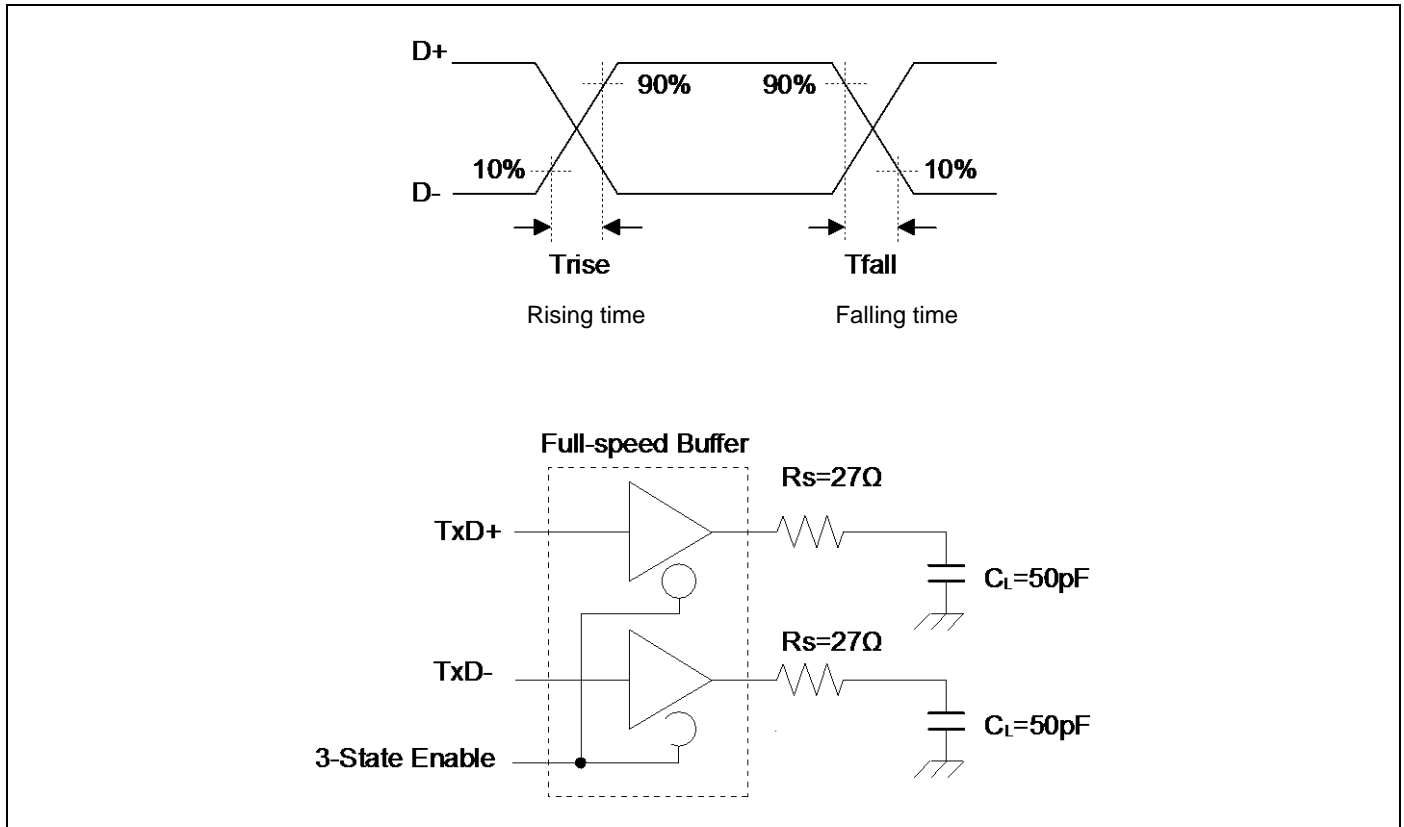 D+
90%
90%
10%
10%
D-
Trise
Tfall
Rising time
Falling time
Full-speed Buffer
Rs=27Ω
TxD+
CL=50pF
Rs=27Ω
TxD-
CL=50pF
3-State Enable